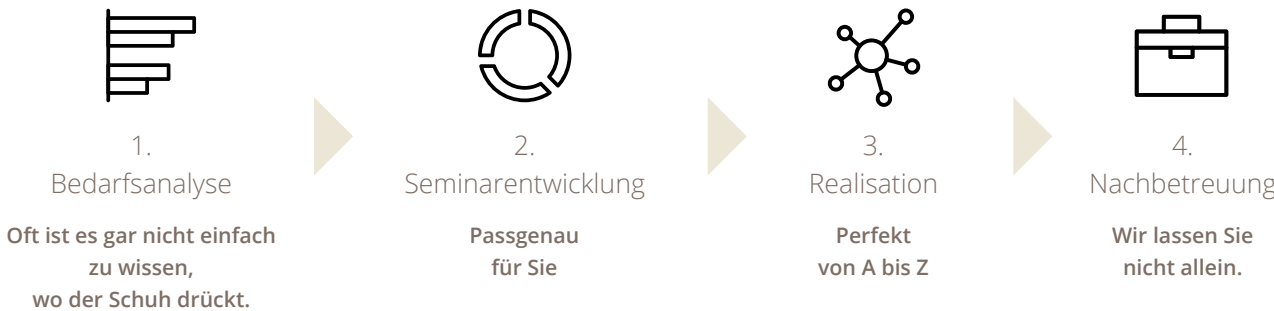 1.
Bedarfsanalyse
Oft ist es gar nicht einfach
zu wissen,
wo der Schuh drückt.
2.
Seminarentwicklung
Passgenau
für Sie
3.
Realisation
Perfekt
von A bis Z
4.
Nachbetreuung
Wir lassen Sie
nicht allein.